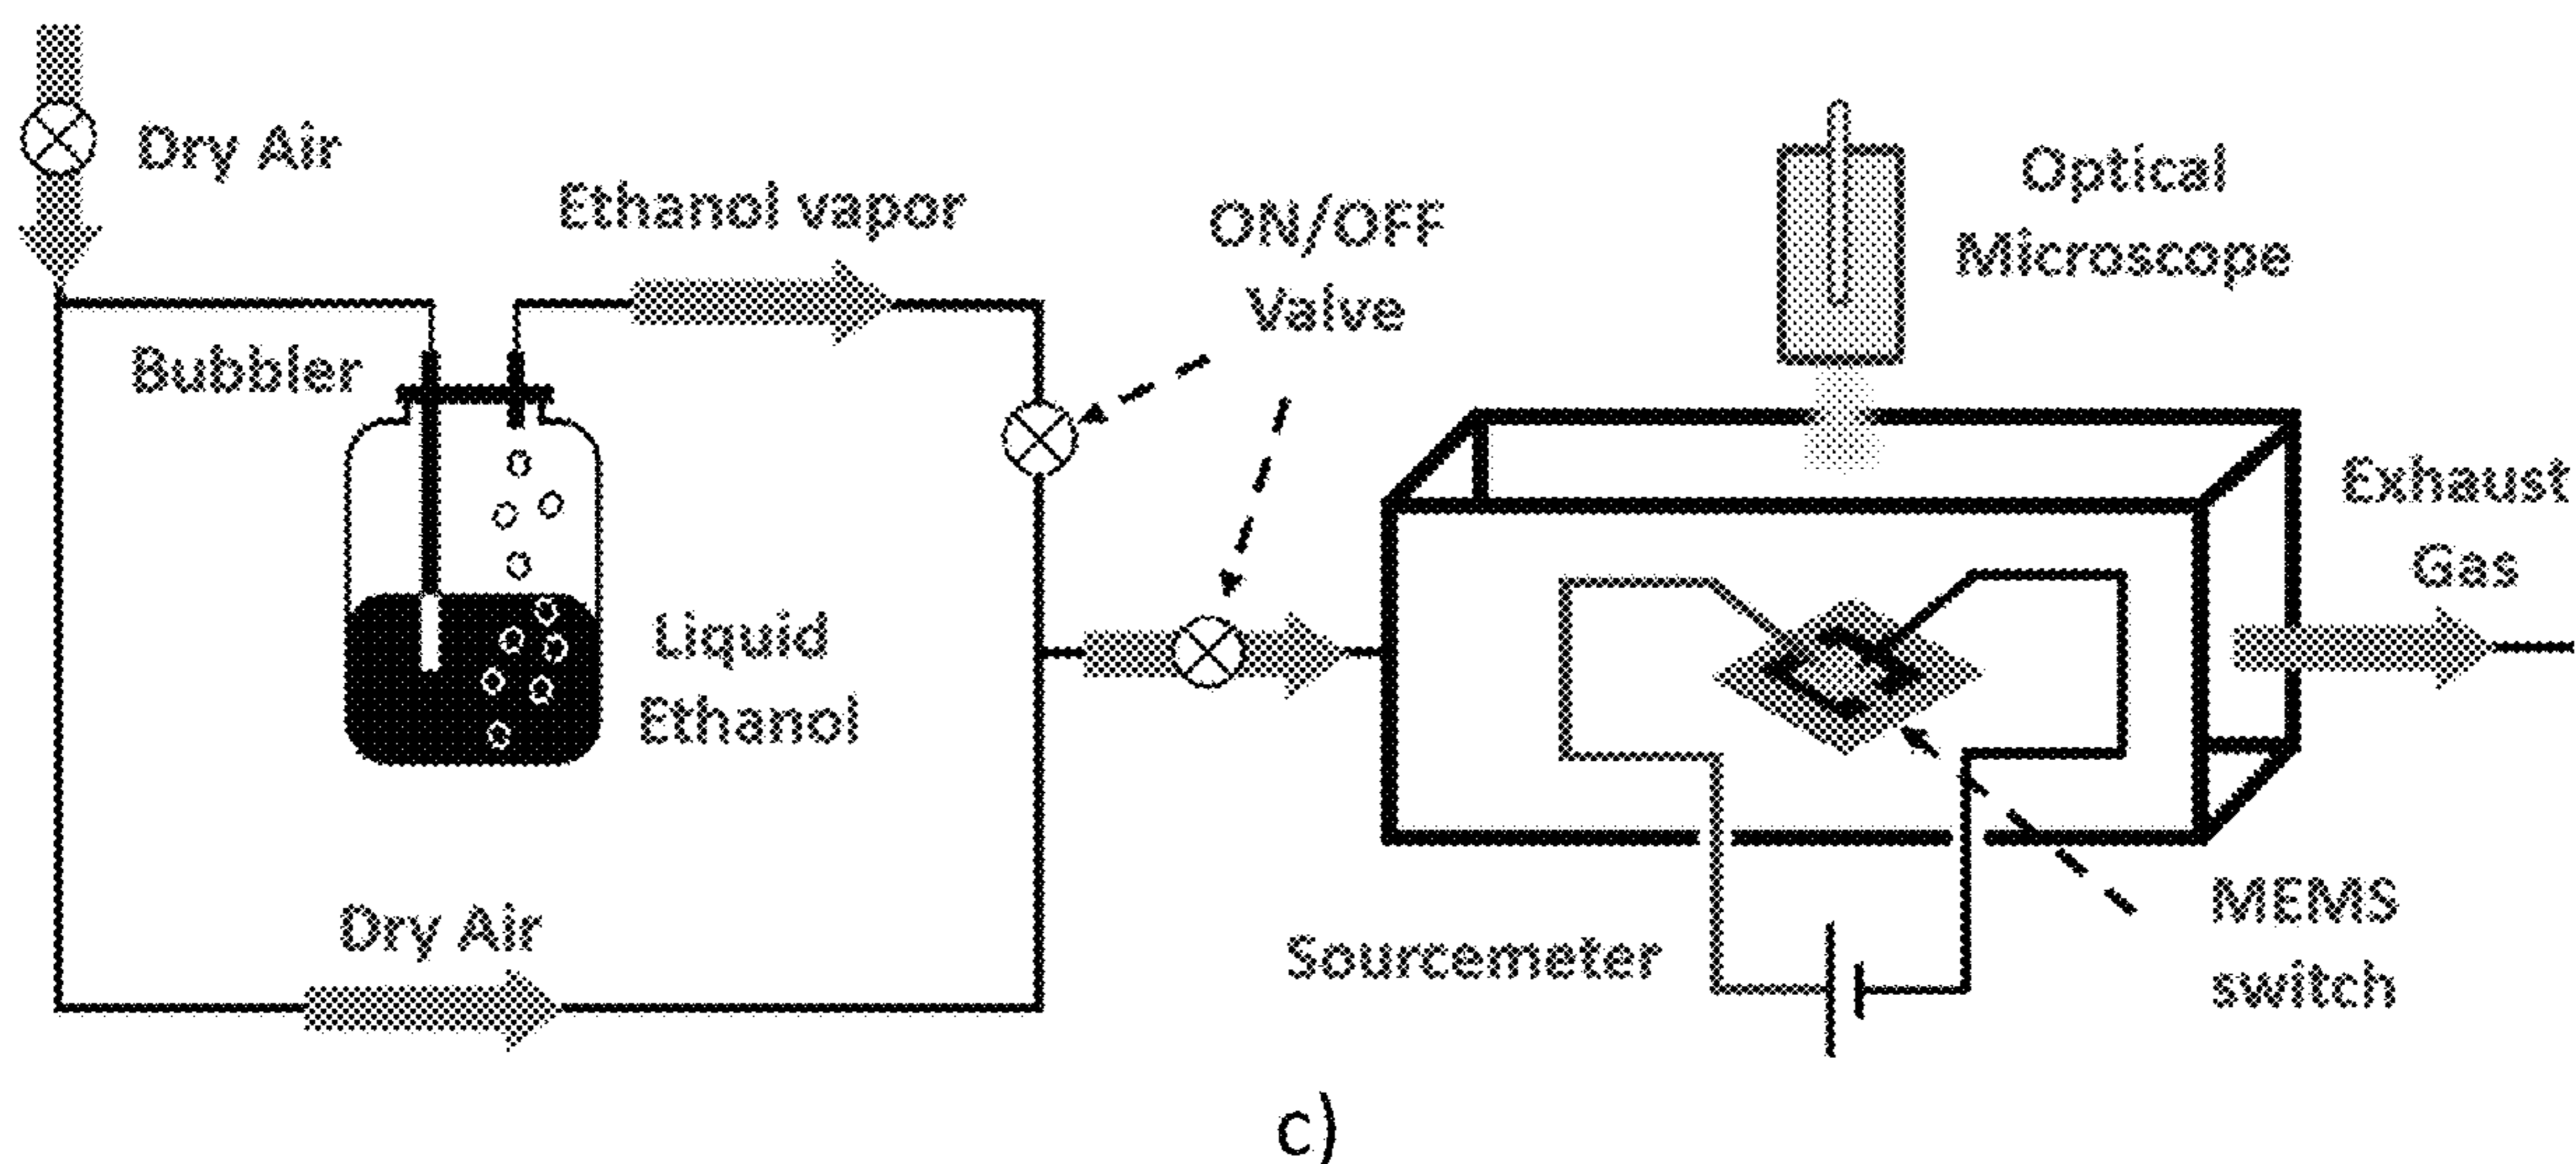 Dry Air
Ethanol vapor
Bubbler
Liquid
Ethanol
Dry Air
ON/OFF
Valve
Optical
Microscope
Exhaust
Gas
Sourcemeter
MEMS
switch
c)